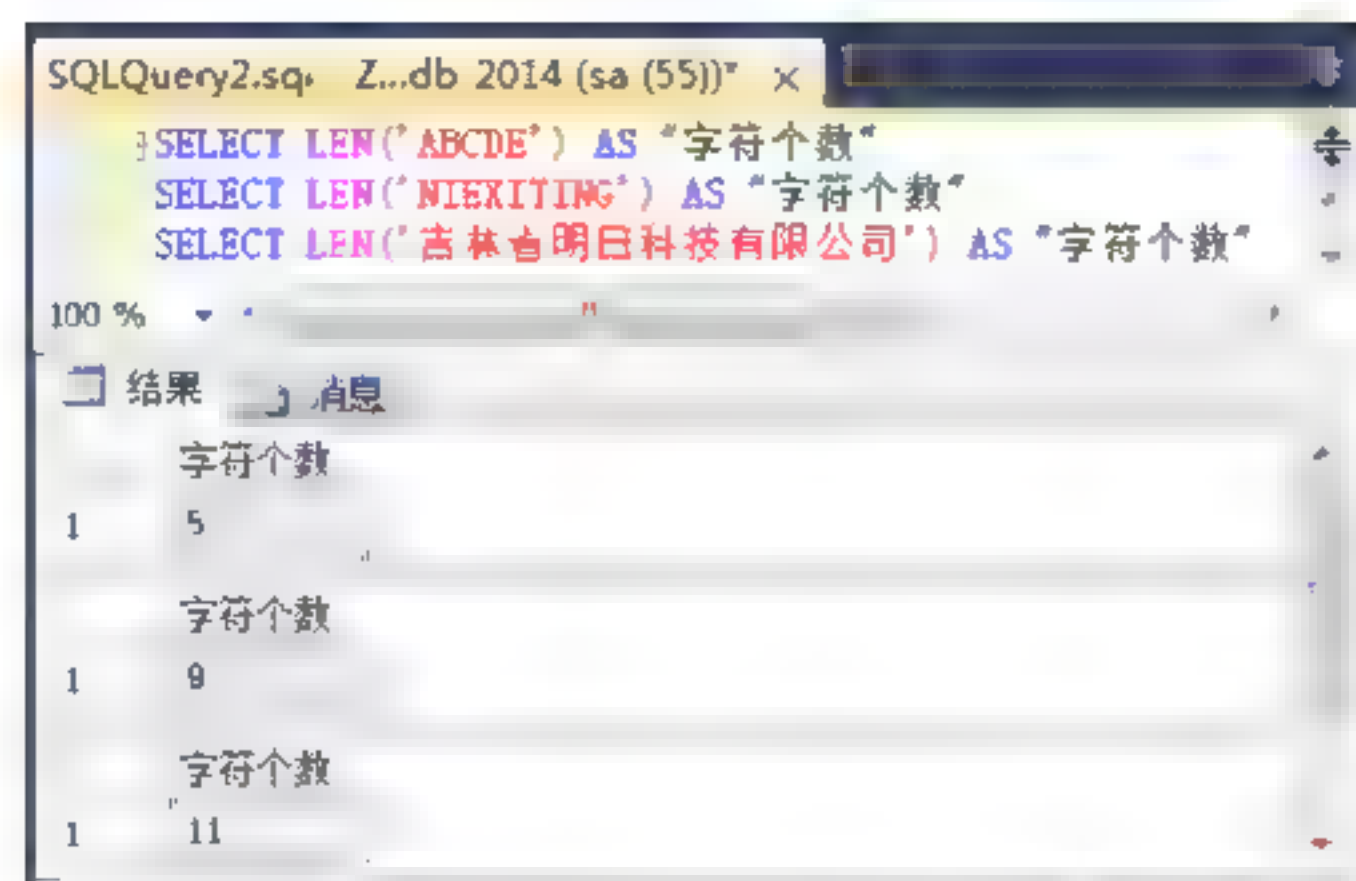 SQLQuery2.sq Z...db 2014 (sa (55))* ×
SELECT LEN('ABCDE') AS "字符个数"
SELECT LEN('NIEXITING') AS "字符个数"
SELECT LEN('吉林省明日科技有限公司') AS "字符个数"
100 %
结果 消息
字符个数
1 5
字符个数
1 9
字符个数
1 11